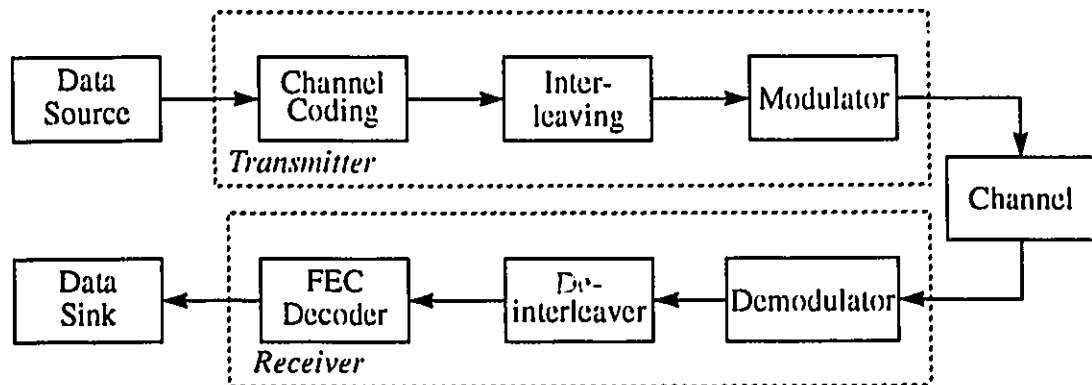 Data
Source
Channel
Coding
Inter-
leaving
Modulator
Transmitter
Channel
Data
Sink
FEC
Decoder
De-
interleaver
Demodulator
Receiver